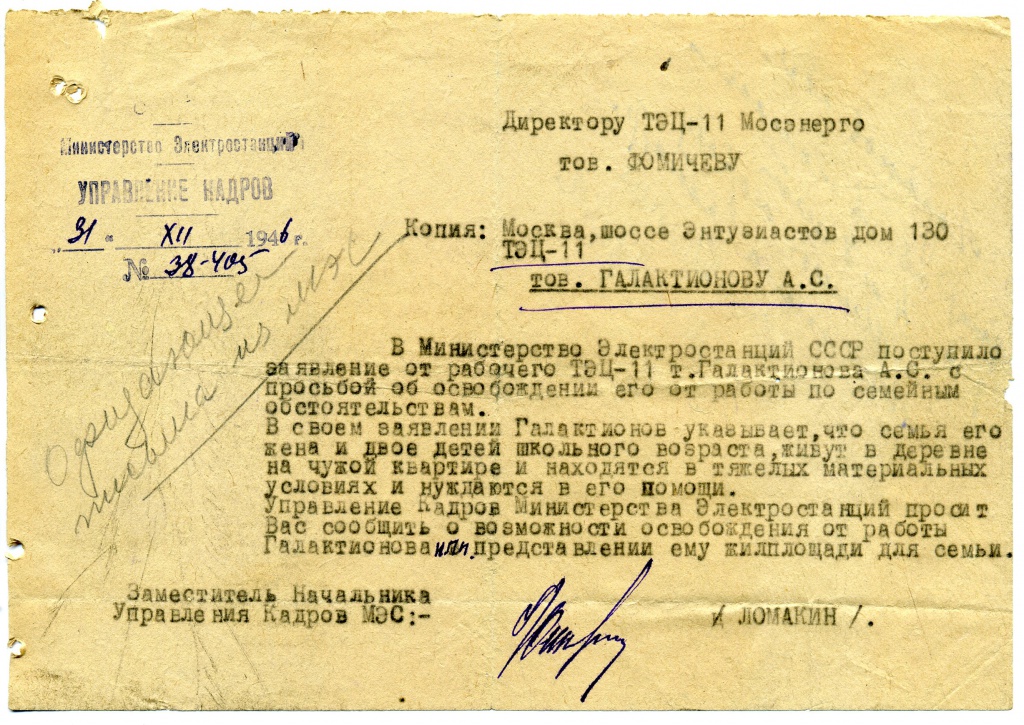 Министерство Электростанций
УПРАВЛЕНИЕ КАДРОВ
„31“ XII 1946 г.
№ 38-405
Директору ТЭЦ-11 Мосэнерго
тов. ФОМИЧЕВУ
Копия: Москва,шоссе Энтузиастов дом 130
ТЭЦ-11
тов. ГАЛАКТИОНОВУ А.С.
письма из МЭС
В Министерство Электростанций СССР поступило
заявление от рабочего ТЭЦ-11 т.Галактионова А.С. с
просьбой об освобождении его от работы по семейным
обстоятельствам.
В своем заявлении Галактионов указывает,что семья его
жена и двое детей школьного возраста,живут в деревне
на чужой квартире и находятся в тяжелых материальных
условиях и нуждаются в его помощи.
Управление Кадров Министерства Электростанций просит
Вас сообщить о возможности освобождения от работы
Галактионова или представлении ему жилплощади для семьи.
Заместитель Начальника
Управления Кадров МЭС:-
/ ЛОМАКИН /.